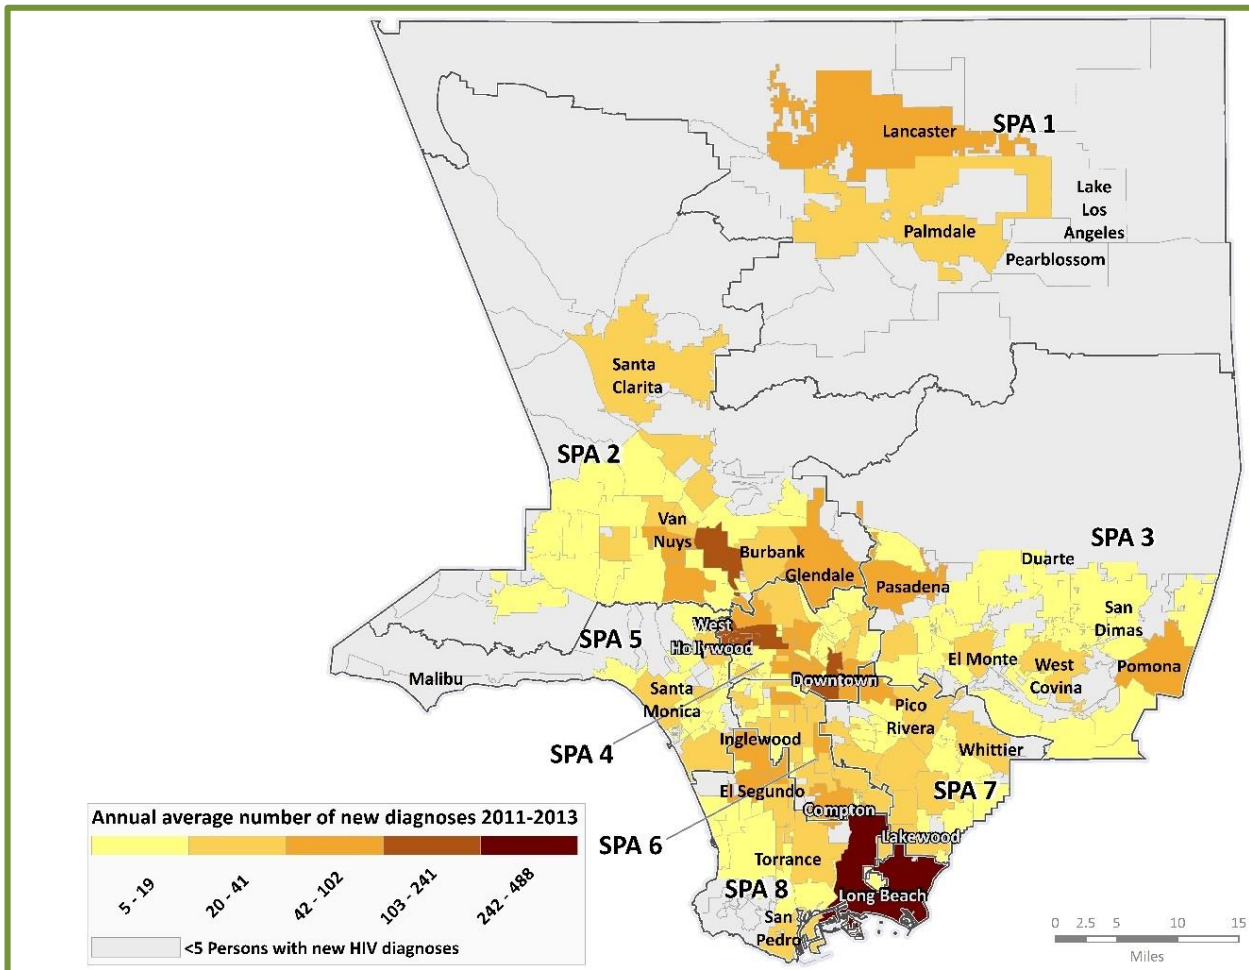 Lancaster
SPA 1
Lake
Los
Angeles
Palmdale
Pearblossom
Santa
Clarita
SPA 2
SPA 3
Van
Nuys
Burbank
Duarte
Glendale
Pasadena
San
Dimas
West
Hollywood
SPA 5
El Monte
West
Covina
Pomona
Malibu
Santa
Monica
Downtown
Pico
Rivera
SPA 4
Inglewood
Whittier
El Segundo
SPA 7
Compton
SPA 6
Lakewood
Torrance
SPA 8
Long Beach
San
Pedro
Annual average number of new diagnoses 2011-2013
5 - 19
20 - 41
42 - 102
103 - 241
242 - 488
<5 Persons with new HIV diagnoses
0 2.5 5 10 15
Miles